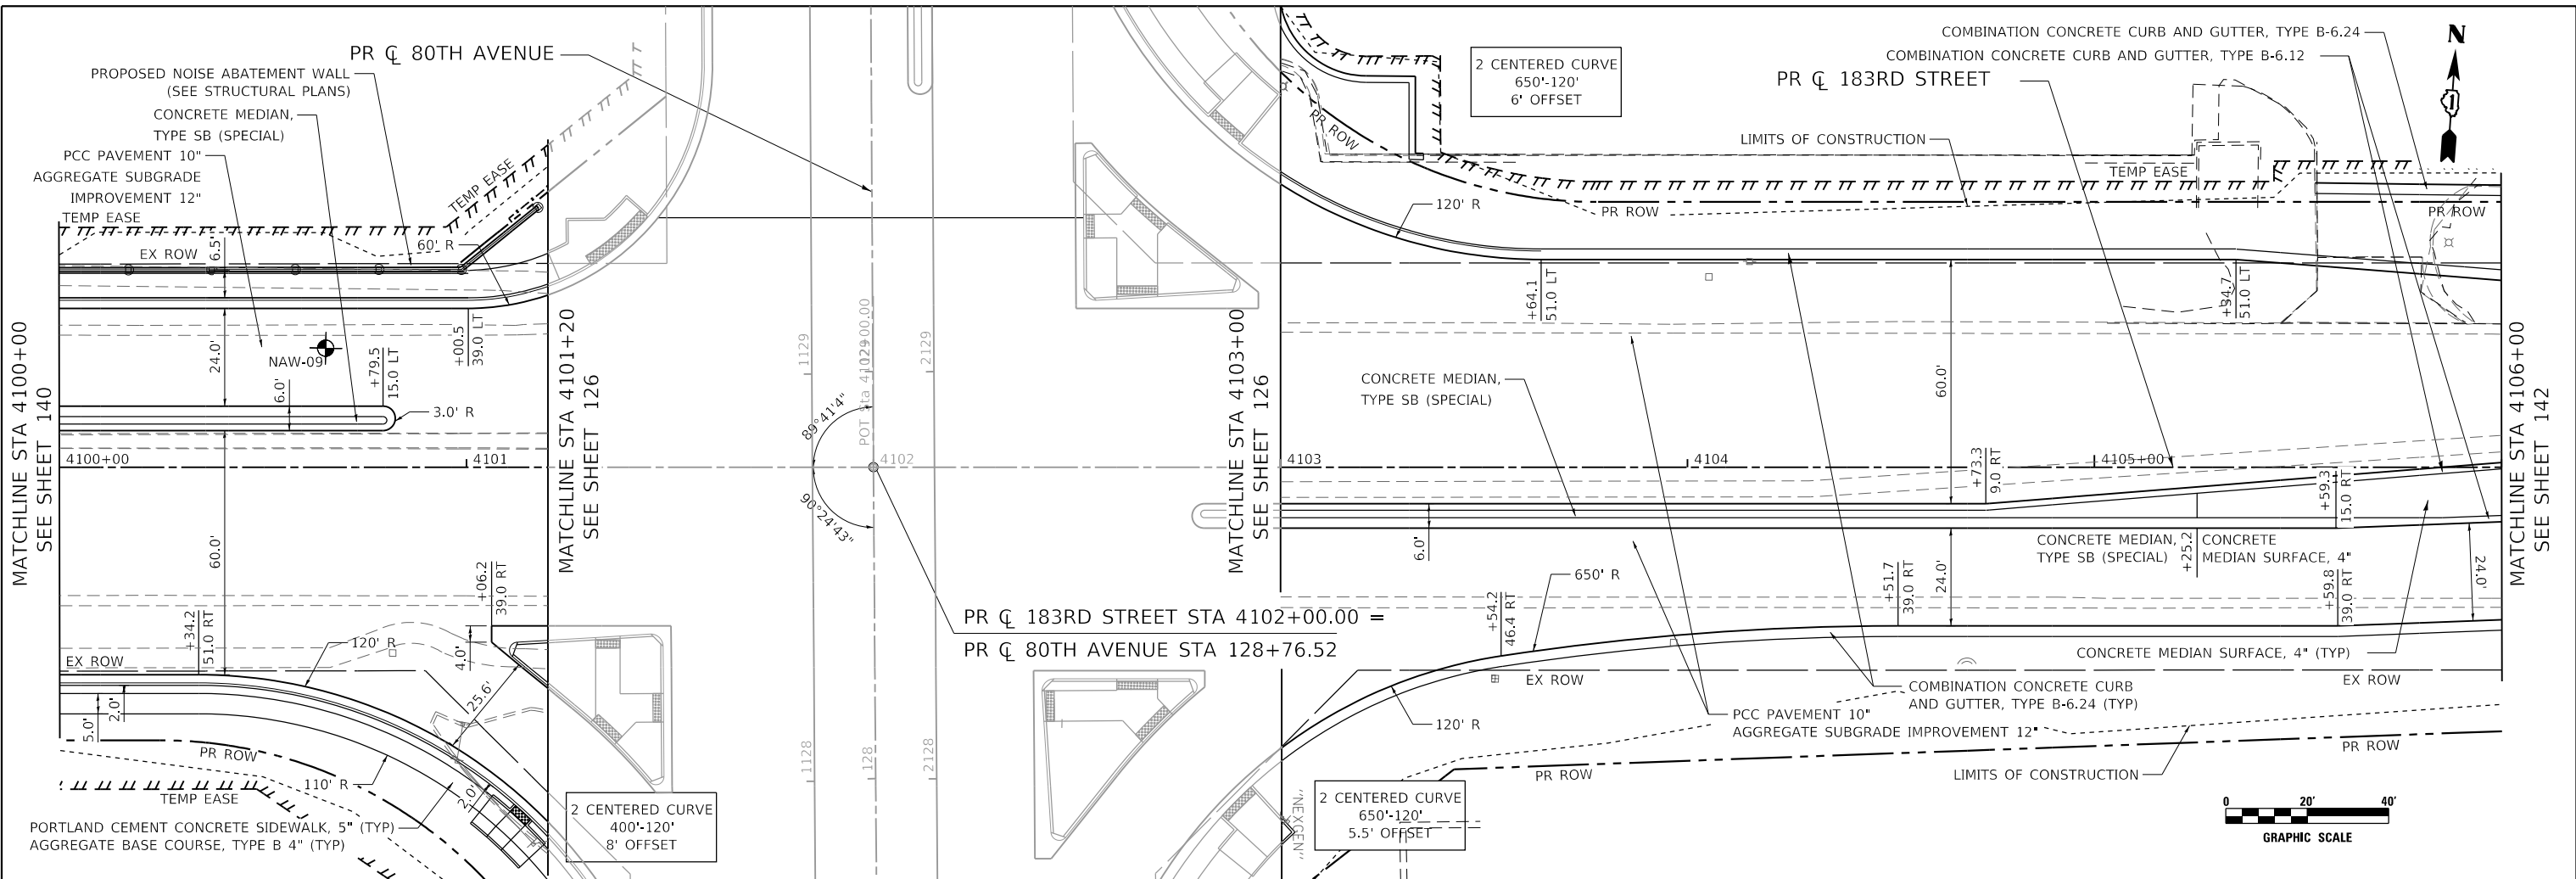 PR ℄ 80TH AVENUE
PROPOSED NOISE ABATEMENT WALL
(SEE STRUCTURAL PLANS)
CONCRETE MEDIAN,
TYPE SB (SPECIAL)
PCC PAVEMENT 10"
AGGREGATE SUBGRADE
IMPROVEMENT 12"
TEMP EASE
TEMP EASE
EX ROW
6.5'
60' R
24.0'
NAW-09
6.0'
+79.5
15.0 LT
+00.5
39.0 LT
3.0' R
MATCHLINE STA 4100+00
SEE SHEET 140
4100+00
4101
MATCHLINE STA 4101+20
SEE SHEET 126
60.0'
+34.2
51.0 RT
+06.2
39.0 RT
EX ROW
120' R
4.0'
25.6'
5.0'
2.0'
PR ROW
110' R
TEMP EASE
2.0'
PORTLAND CEMENT CONCRETE SIDEWALK, 5" (TYP)
AGGREGATE BASE COURSE, TYPE B 4" (TYP)
2 CENTERED CURVE
400'-120'
8' OFFSET
1129
2129
89°41'4"
90°24'43"
4102
1128
128
2128
PR ℄ 183RD STREET STA 4102+00.00 =
PR ℄ 80TH AVENUE STA 128+76.52
MATCHLINE STA 4103+00
SEE SHEET 126
2 CENTERED CURVE
650'-120'
6' OFFSET
COMBINATION CONCRETE CURB AND GUTTER, TYPE B-6.24
COMBINATION CONCRETE CURB AND GUTTER, TYPE B-6.12
PR ℄ 183RD STREET
LIMITS OF CONSTRUCTION
N
1
PR ROW
TEMP EASE
120' R
PR ROW
PR ROW
+64.1
51.0 LT
+34.7
51.0 LT
CONCRETE MEDIAN,
TYPE SB (SPECIAL)
60.0'
4103
4104
+73.3
9.0 RT
4105+00
+59.3
15.0 RT
6.0'
CONCRETE MEDIAN,
TYPE SB (SPECIAL)
+25.2
CONCRETE
MEDIAN SURFACE, 4"
650' R
+54.2
46.4 RT
+51.7
39.0 RT
24.0'
+59.8
39.0 RT
24.0'
CONCRETE MEDIAN SURFACE, 4" (TYP)
EX ROW
EX ROW
COMBINATION CONCRETE CURB
AND GUTTER, TYPE B-6.24 (TYP)
120' R
PCC PAVEMENT 10"
AGGREGATE SUBGRADE IMPROVEMENT 12"
PR ROW
PR ROW
LIMITS OF CONSTRUCTION
"NEXGEN"
2 CENTERED CURVE
650'-120'
5.5' OFFSET
MATCHLINE STA 4106+00
SEE SHEET 142
0 20' 40'
GRAPHIC SCALE